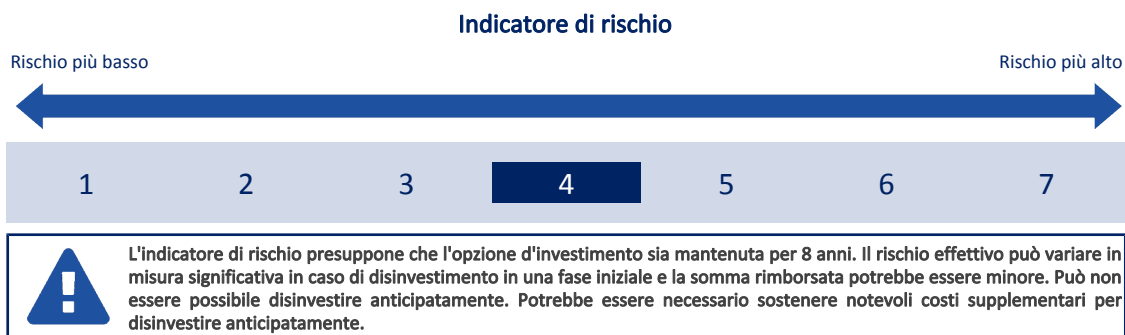 Indicatore di rischio
Rischio più basso
Rischio più alto
1 2 3 4 5 6 7
L'indicatore di rischio presuppone che l'opzione d'investimento sia mantenuta per 8 anni. Il rischio effettivo può variare in
misura significativa in caso di disinvestimento in una fase iniziale e la somma rimborsata potrebbe essere minore. Può non
essere possibile disinvestire anticipatamente. Potrebbe essere necessario sostenere notevoli costi supplementari per
disinvestire anticipatamente.